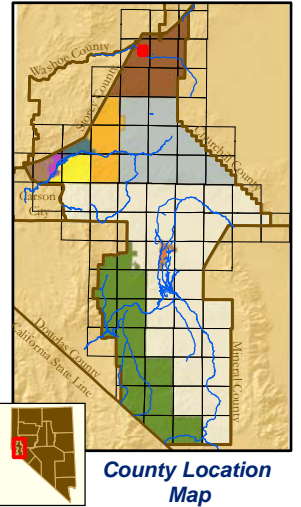 Washoe County
Storey County
Churchill County
Carson
City
Douglas County
California State Line
Mineral County
County Location
Map